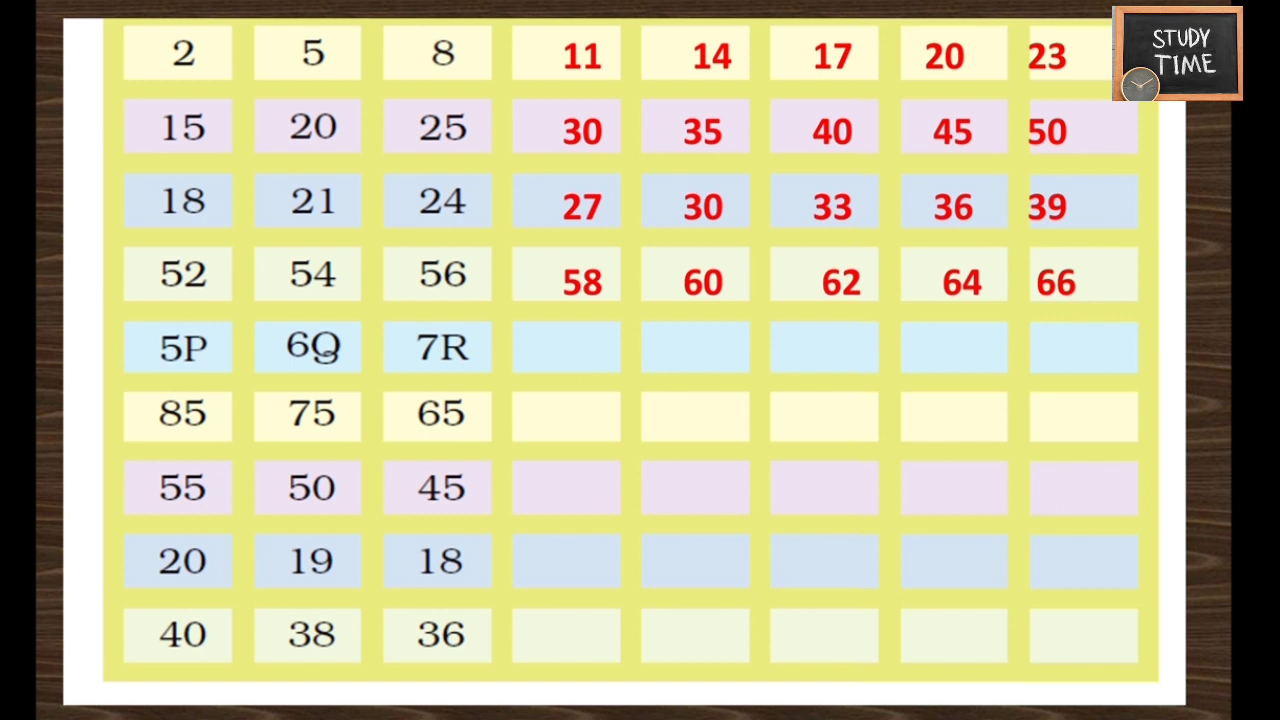 2 5 8 11 14 17 20 23
STUDY
TIME
15 20 25 30 35 40 45 50
18 21 24 27 30 33 36 39
52 54 56 58 60 62 64 66
5P 6Q 7R
85 75 65
55 50 45
20 19 18
40 38 36